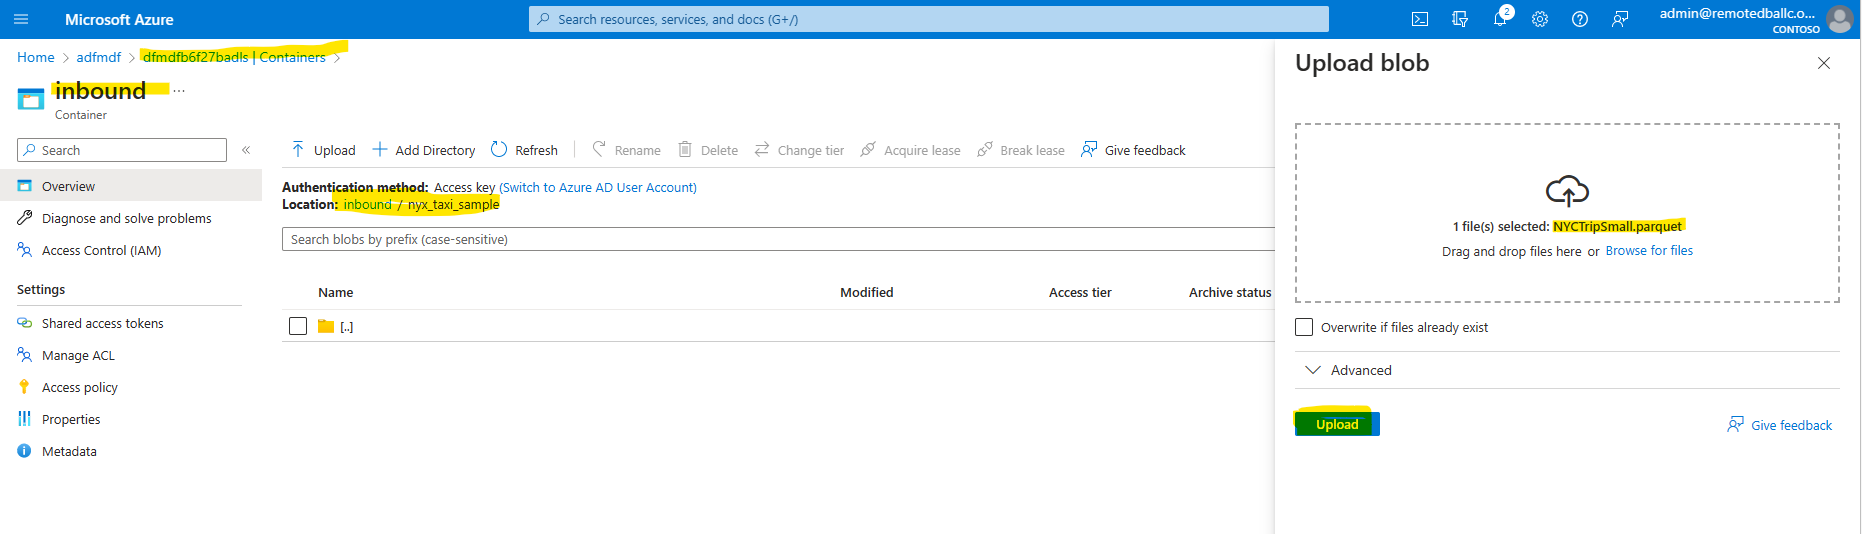 Microsoft Azure
Search resources, services, and docs (G+/)
2
admin@remotedballc.o...
CONTOSO
Home > adfmdf > dfmdfb6f27badls | Containers >
inbound ...
Container
Search
«
Overview
Diagnose and solve problems
Access Control (IAM)
Settings
Shared access tokens
Manage ACL
Access policy
Properties
Metadata
Upload
Add Directory
Refresh
Rename
Delete
Change tier
Acquire lease
Break lease
Give feedback
Authentication method: Access key (Switch to Azure AD User Account)
Location: inbound / nyx_taxi_sample
Search blobs by prefix (case-sensitive)
Name Modified Access tier Archive status
[..]
Upload blob
1 file(s) selected: NYCTripSmall.parquet
Drag and drop files here or Browse for files
Overwrite if files already exist
Advanced
Upload
Give feedback